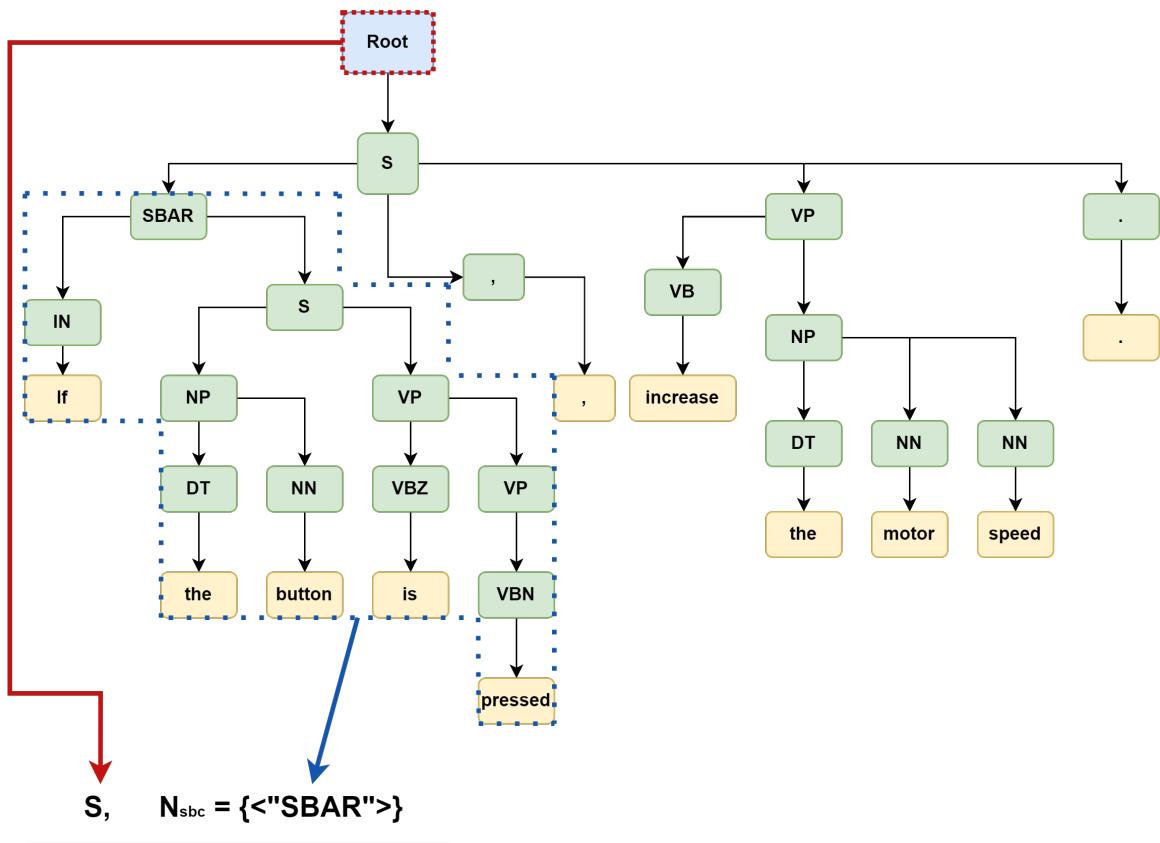 Root
S
SBAR
VP
.
,
VB
S
IN
NP
.
If
NP
VP
,
increase
DT
NN
NN
DT
NN
VBZ
VP
the
motor
speed
the
button
is
VBN
pressed
S, Nsbc = {<"SBAR">}